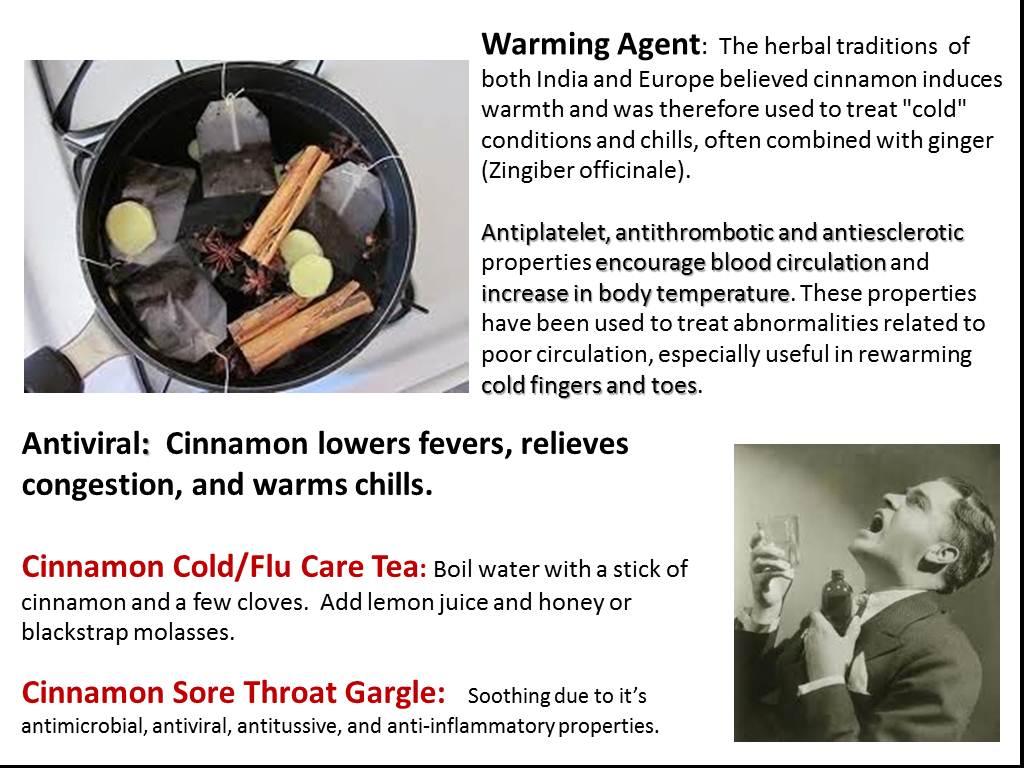 Warming Agent:  The herbal traditions  of
both India and Europe believed cinnamon induces
warmth and was therefore used to treat "cold"
conditions and chills, often combined with ginger
(Zingiber officinale).
Antiplatelet, antithrombotic and antiesclerotic
properties encourage blood circulation and
increase in body temperature. These properties
have been used to treat abnormalities related to
poor circulation, especially useful in rewarming
cold fingers and toes.
Antiviral:  Cinnamon lowers fevers, relieves
congestion, and warms chills.
Cinnamon Cold/Flu Care Tea: Boil water with a stick of
cinnamon and a few cloves.  Add lemon juice and honey or
blackstrap molasses.
Cinnamon Sore Throat Gargle:   Soothing due to it’s
antimicrobial, antiviral, antitussive, and anti-inflammatory properties.